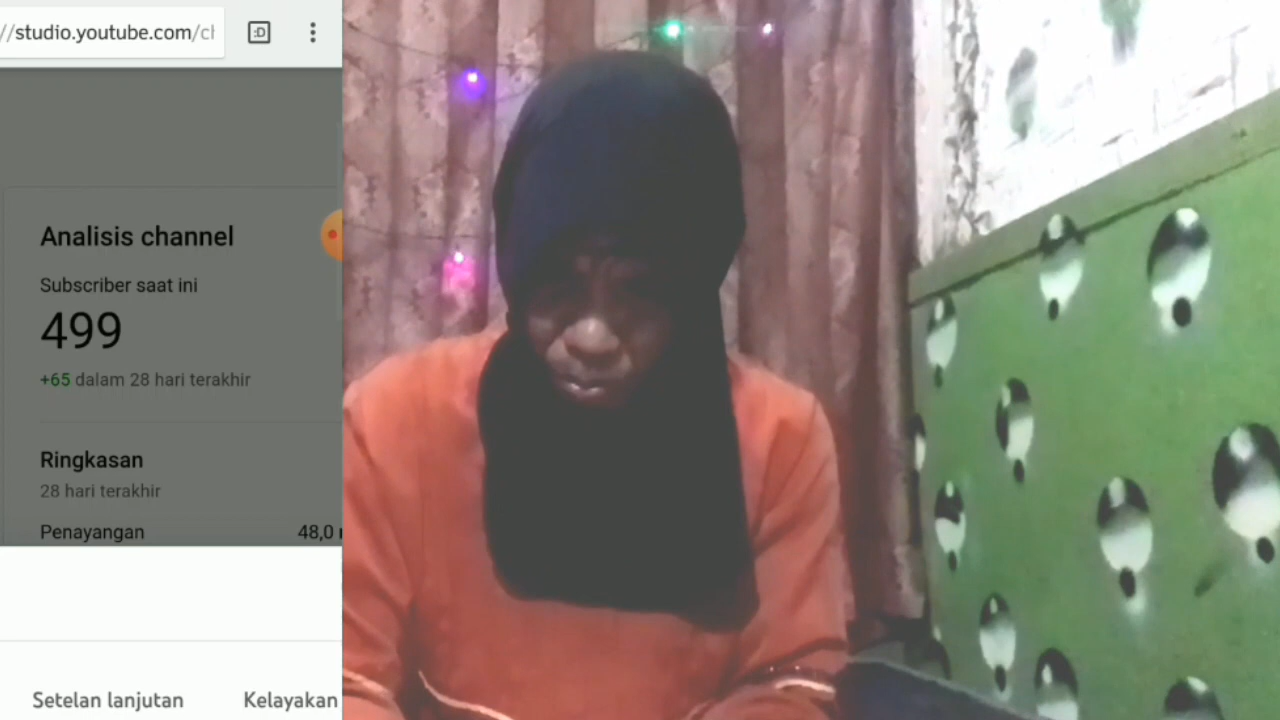 //studio.youtube.com/cl
:D
Analisis channel
Subscriber saat ini
499
+65 dalam 28 hari terakhir
Ringkasan
28 hari terakhir
Penayangan 48,0 r
Setelan lanjutan Kelayakan